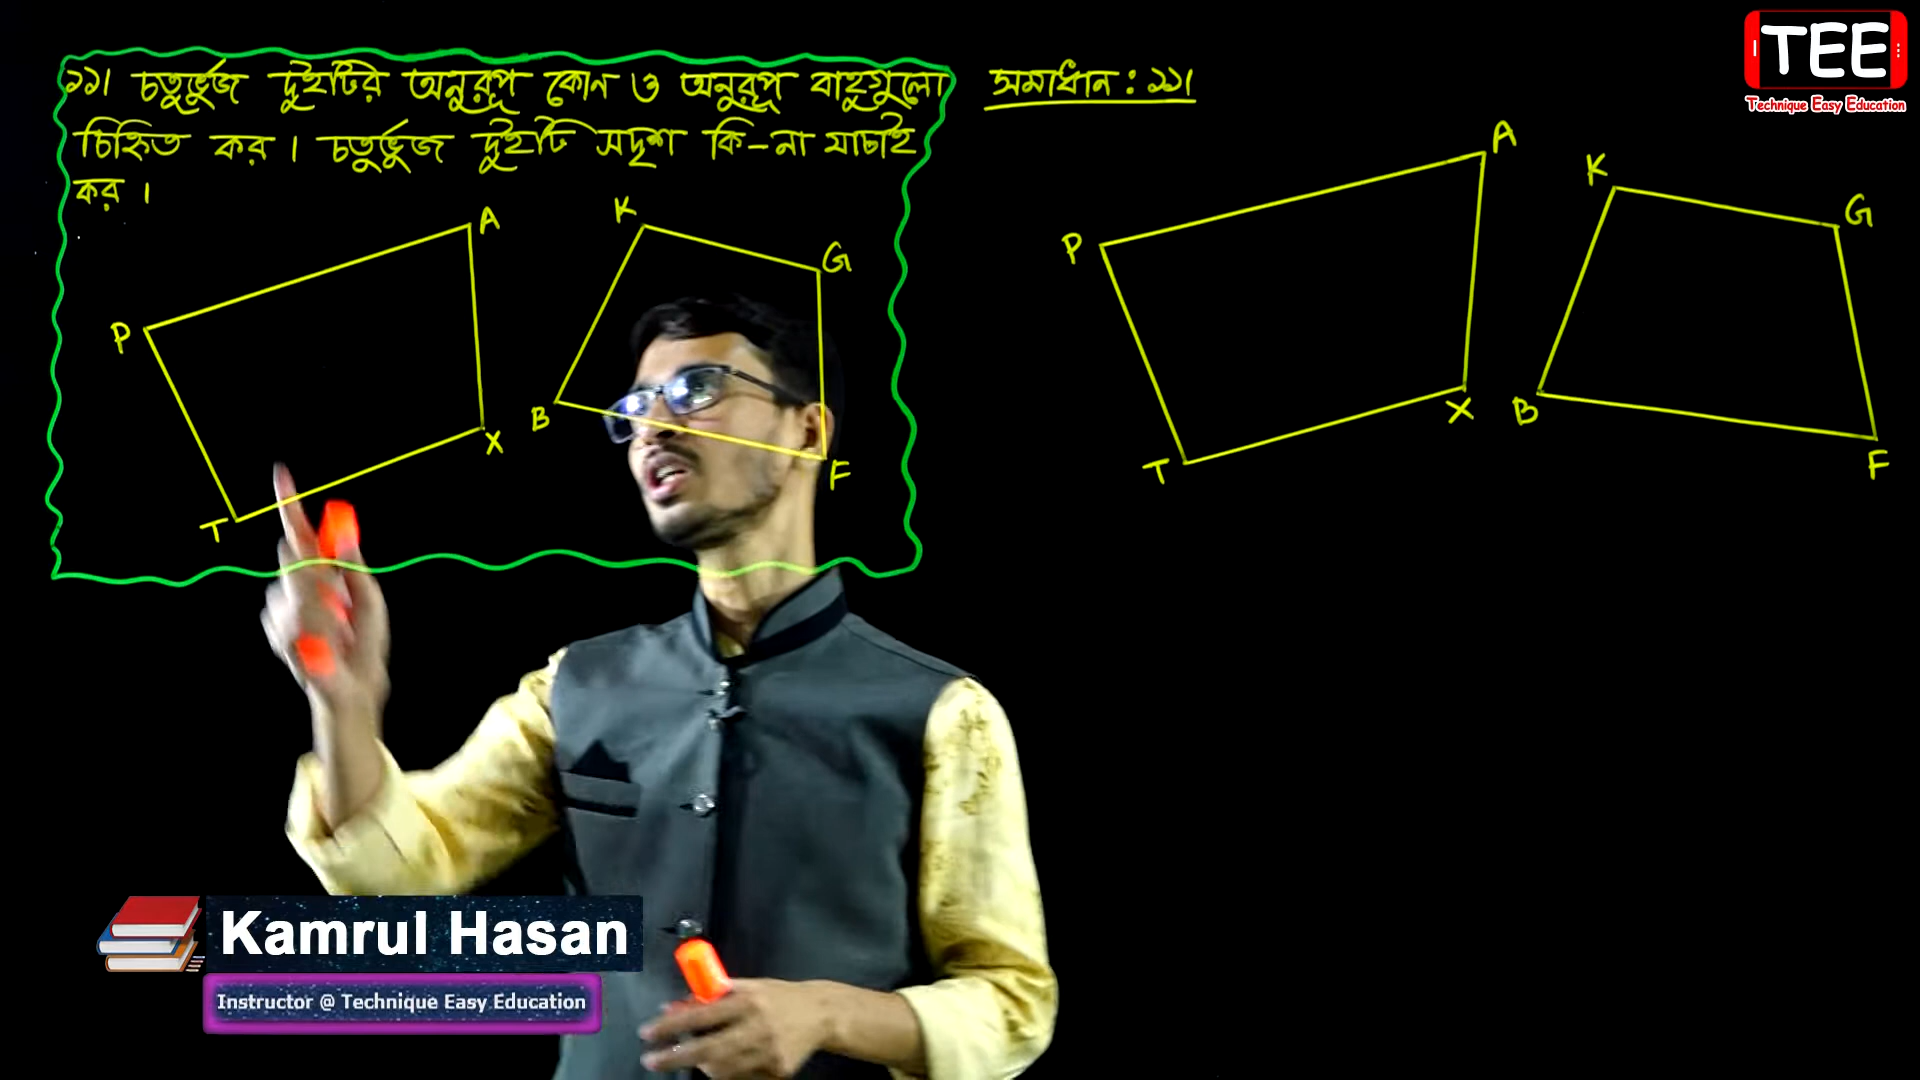 ১১। চতুর্ভুজ দুইটির অনুরূপ কোণ ও অনুরূপ বাহুগুলো
চিহ্নিত কর। চতুর্ভুজ দুইটি সদৃশ কি-না যাচাই
কর।
A
P
X
T
K
G
B
F
সমাধান: ১১।
A
P
X
T
K
G
B
F
TEE
Technique Easy Education
Kamrul Hasan
Instructor @ Technique Easy Education